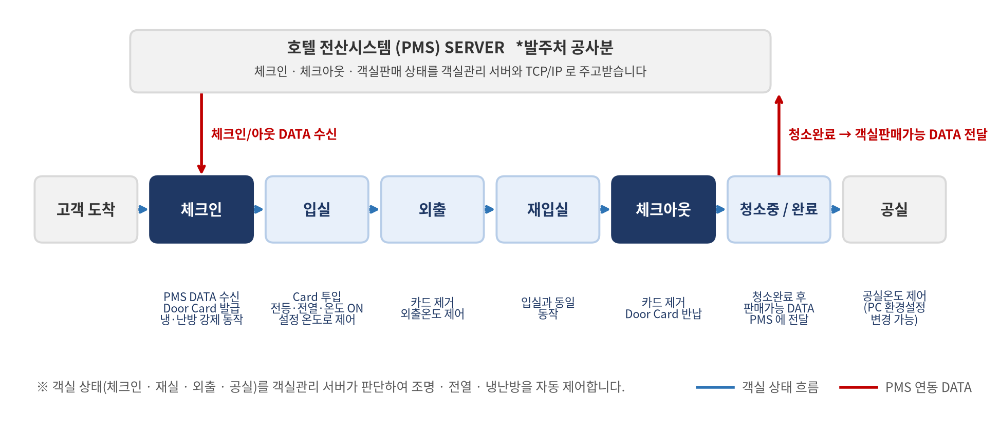 호텔 전산시스템 (PMS) SERVER *발주처 공사분
체크인 · 체크아웃 · 객실판매 상태를 객실관리 서버와 TCP/IP 로 주고받습니다
체크인/아웃 DATA 수신
청소완료 → 객실판매가능 DATA 전달
고객 도착
체크인
입실
외출
재입실
체크아웃
청소중 / 완료
공실
PMS DATA 수신
Door Card 발급
냉·난방 강제 동작
Card 투입
전등·전열·온도 ON
설정 온도로 제어
카드 제거
외출온도 제어
입실과 동일
동작
카드 제거
Door Card 반납
청소완료 후
판매가능 DATA
PMS 에 전달
공실온도 제어
(PC 환경설정
변경 가능)
※ 객실 상태(체크인 · 재실 · 외출 · 공실)를 객실관리 서버가 판단하여 조명 · 전열 · 냉난방을 자동 제어합니다.
객실 상태 흐름
PMS 연동 DATA